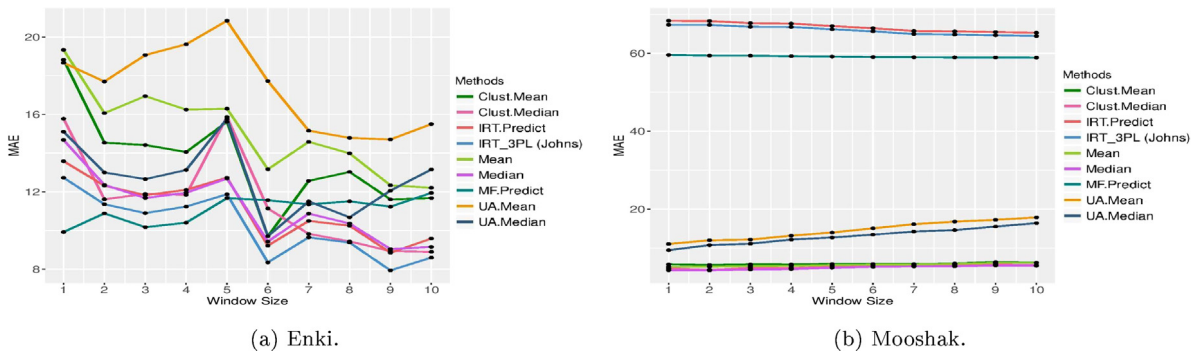 20
16
12
8
MAE
1 2 3 4 5 6 7 8 9 10
Window Size
Methods
Clust.Mean
Clust.Median
IRT.Predict
IRT_3PL (Johns)
Mean
Median
MF.Predict
UA.Mean
UA.Median
(a) Enki.
60
40
20
MAE
1 2 3 4 5 6 7 8 9 10
Window Size
Methods
Clust.Mean
Clust.Median
IRT.Predict
IRT_3PL (Johns)
Mean
Median
MF.Predict
UA.Mean
UA.Median
(b) Mooshak.